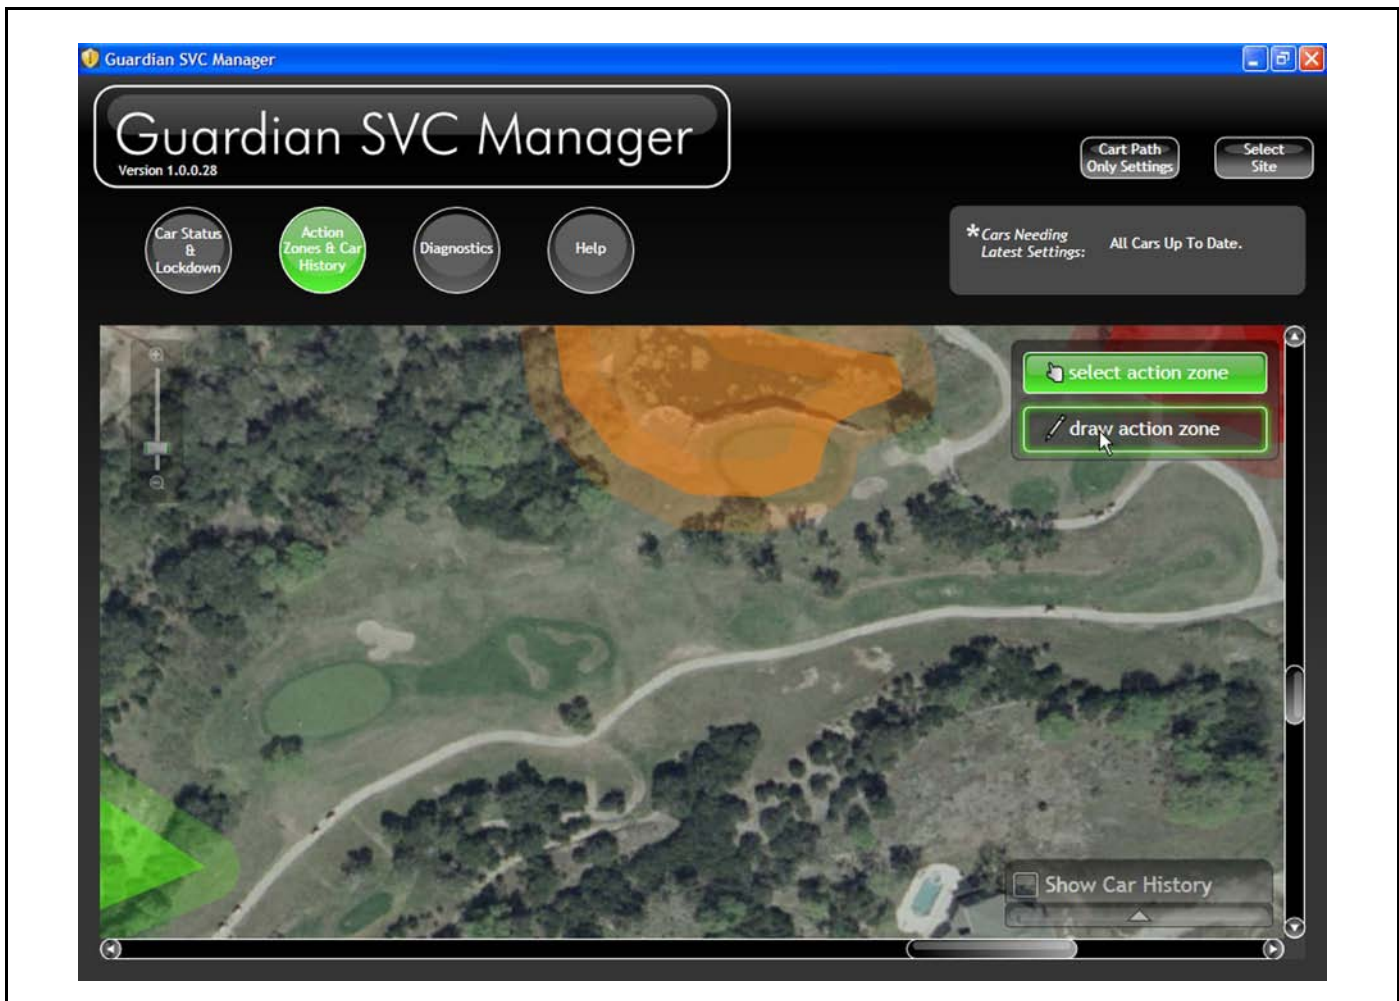 Guardian SVC Manager
Guardian SVC Manager
Version 1.0.0.28
Cart Path
Only Settings
Select
Site
Car Status
&
Lockdown
Action
Zones & Car
History
Diagnostics
Help
*Cars Needing
Latest Settings:
All Cars Up To Date.
select action zone
draw action zone
Show Car History